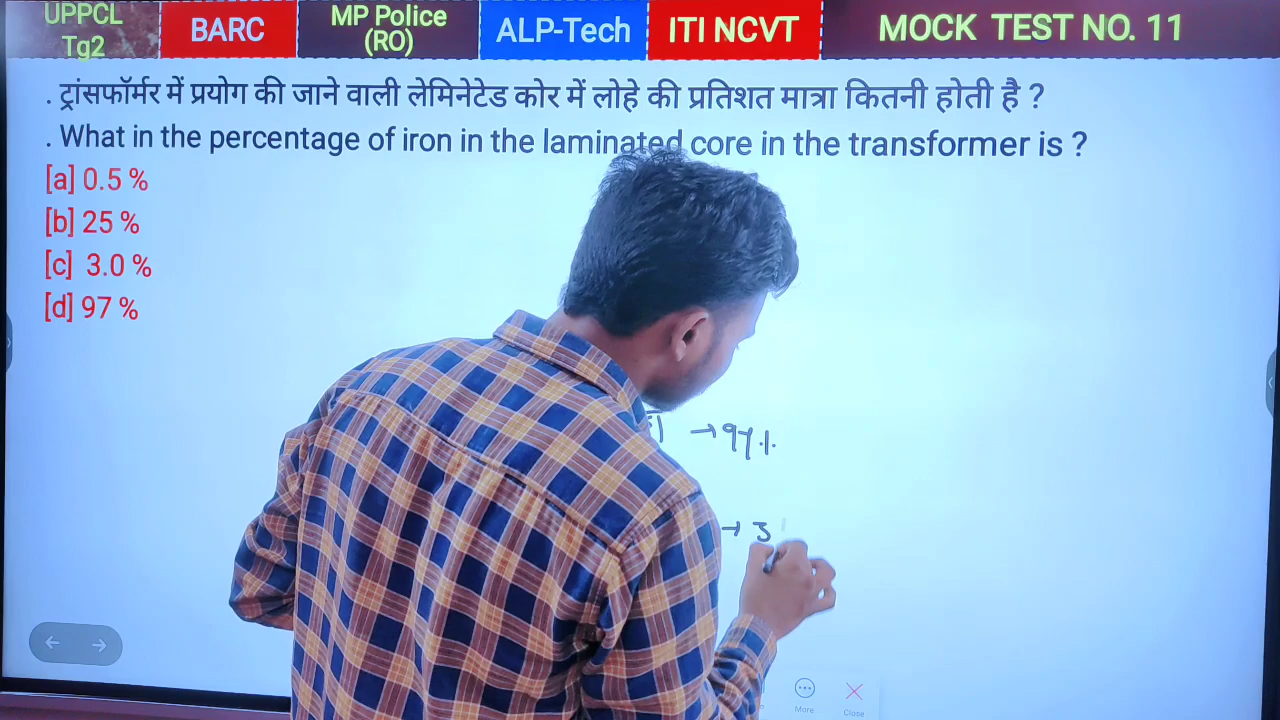 UPPCL
Tg2
BARC
MP Police
(RO)
ALP-Tech
ITI NCVT
MOCK TEST NO. 11
. ट्रांसफॉर्मर में प्रयोग की जाने वाली लेमिनेटेड कोर में लोहे की प्रतिशत मात्रा कितनी होती है ?
. What in the percentage of iron in the laminated core in the transformer is ?
[a] 0.5 %
[b] 25 %
[c] 3.0 %
[d] 97 %
→ 97%
→ 3
More
Close